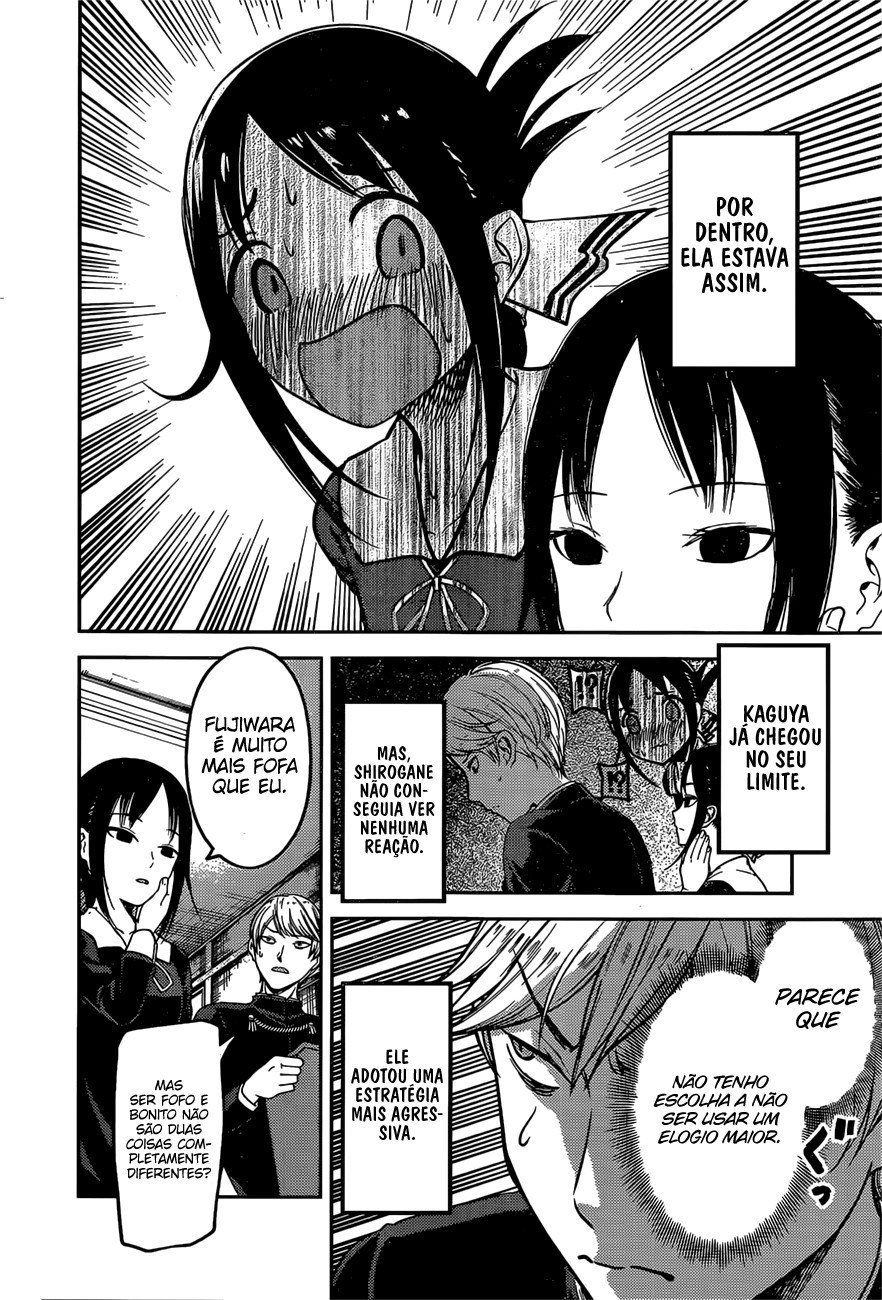 POR
DENTRO,
ELA ESTAVA
ASSIM.
KAGUYA
JÁ CHEGOU
NO SEU
LIMITE.
!?
!?
MAS,
SHIROGANE
NÃO CON-
SEGUIA VER
NENHUMA
REAÇÃO.
FUJIWARA
É MUITO
MAIS FOFA
QUE EU.
MAS
SER FOFO E
BONITO NÃO
SÃO DUAS
COISAS COM-
PLETAMENTE
DIFERENTES?
PARECE
QUE
NÃO TENHO
ESCOLHA A NÃO
SER USAR UM
ELOGIO MAIOR.
ぐっ
ELE
ADOTOU UMA
ESTRATÉGIA
MAIS AGRES-
SIVA.